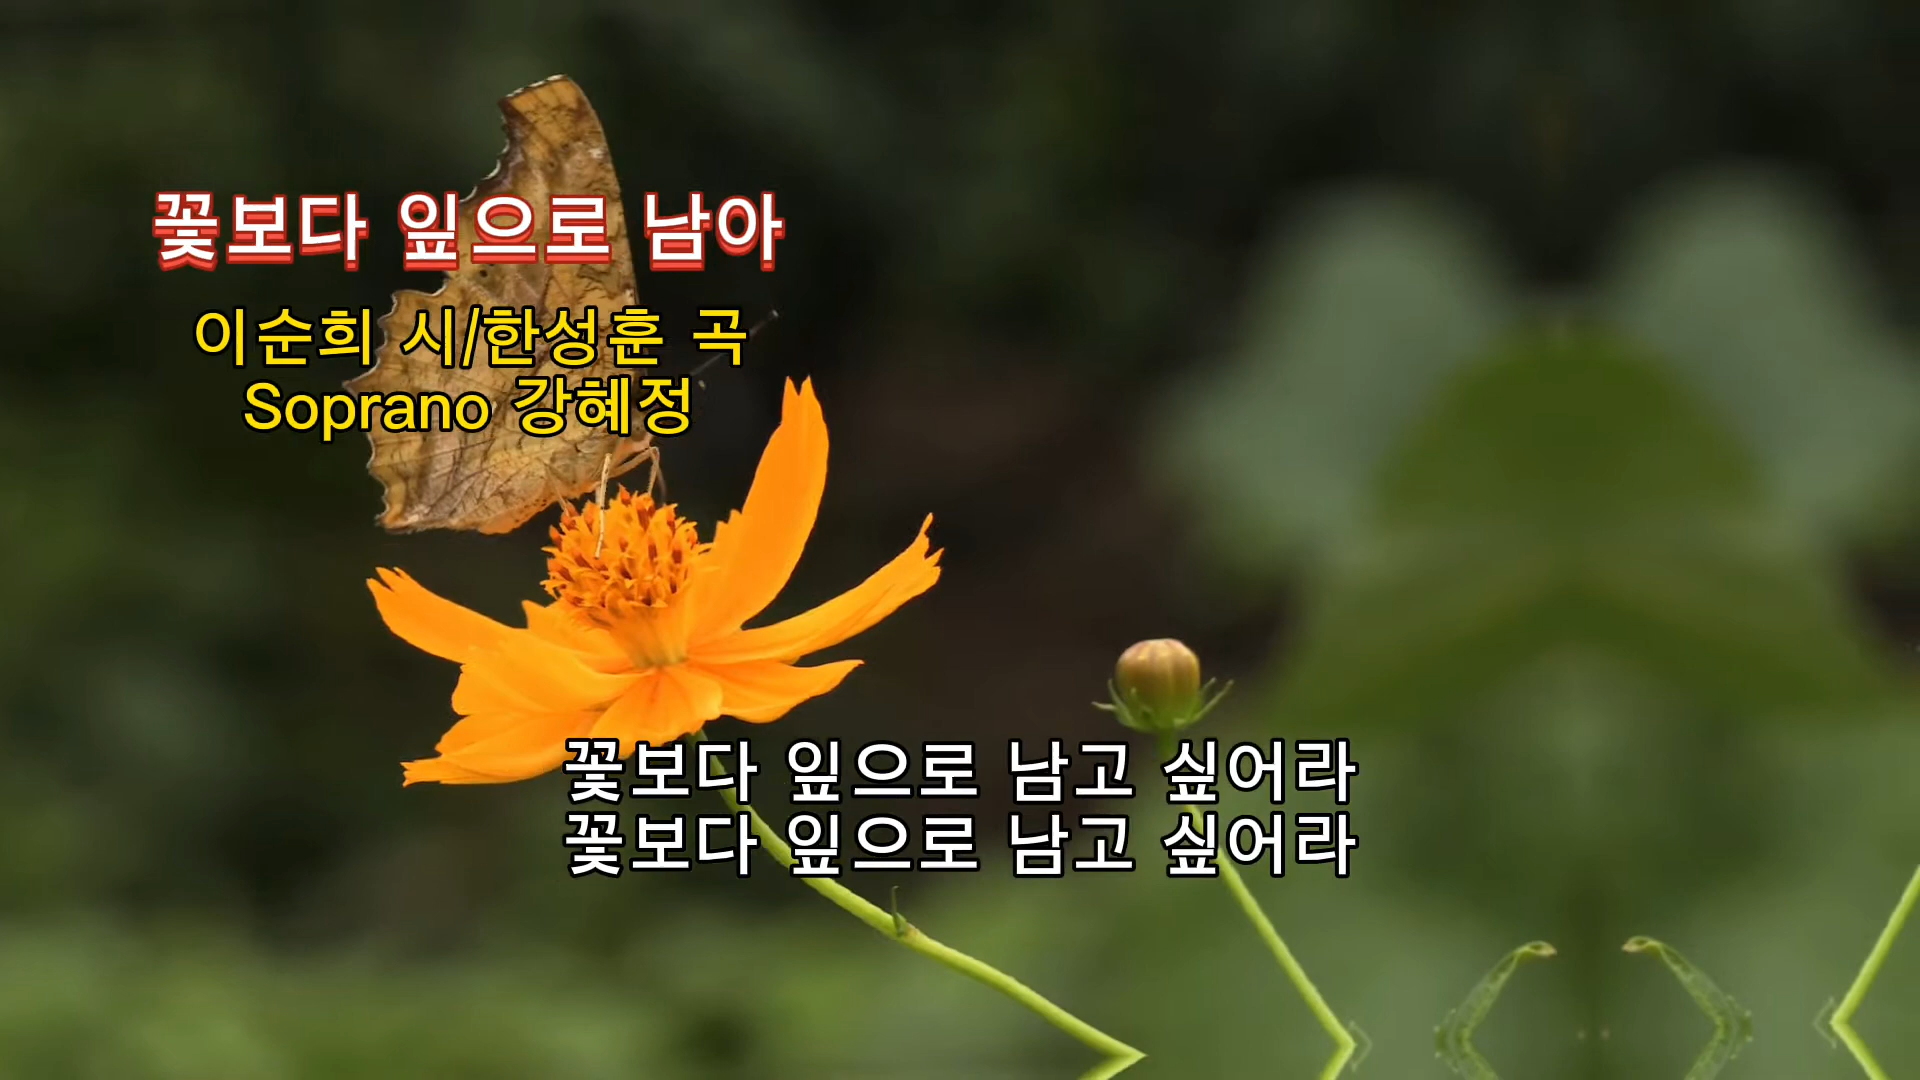 꽃보다 잎으로 남아
이순희 시/한성훈 곡
Soprano 강혜정
꽃보다 잎으로 남고 싶어라
꽃보다 잎으로 남고 싶어라